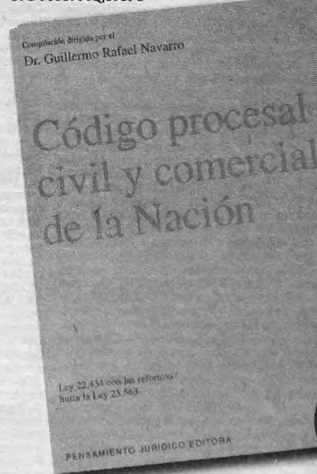 Compilación dirigida por el
Dr. Guillermo Rafael Navarro
Código procesal
civil y comercial
de la Nación
Ley 22.434 con las reformas
hasta la Ley 25.563
PENSAMIENTO JURIDICO EDITORA